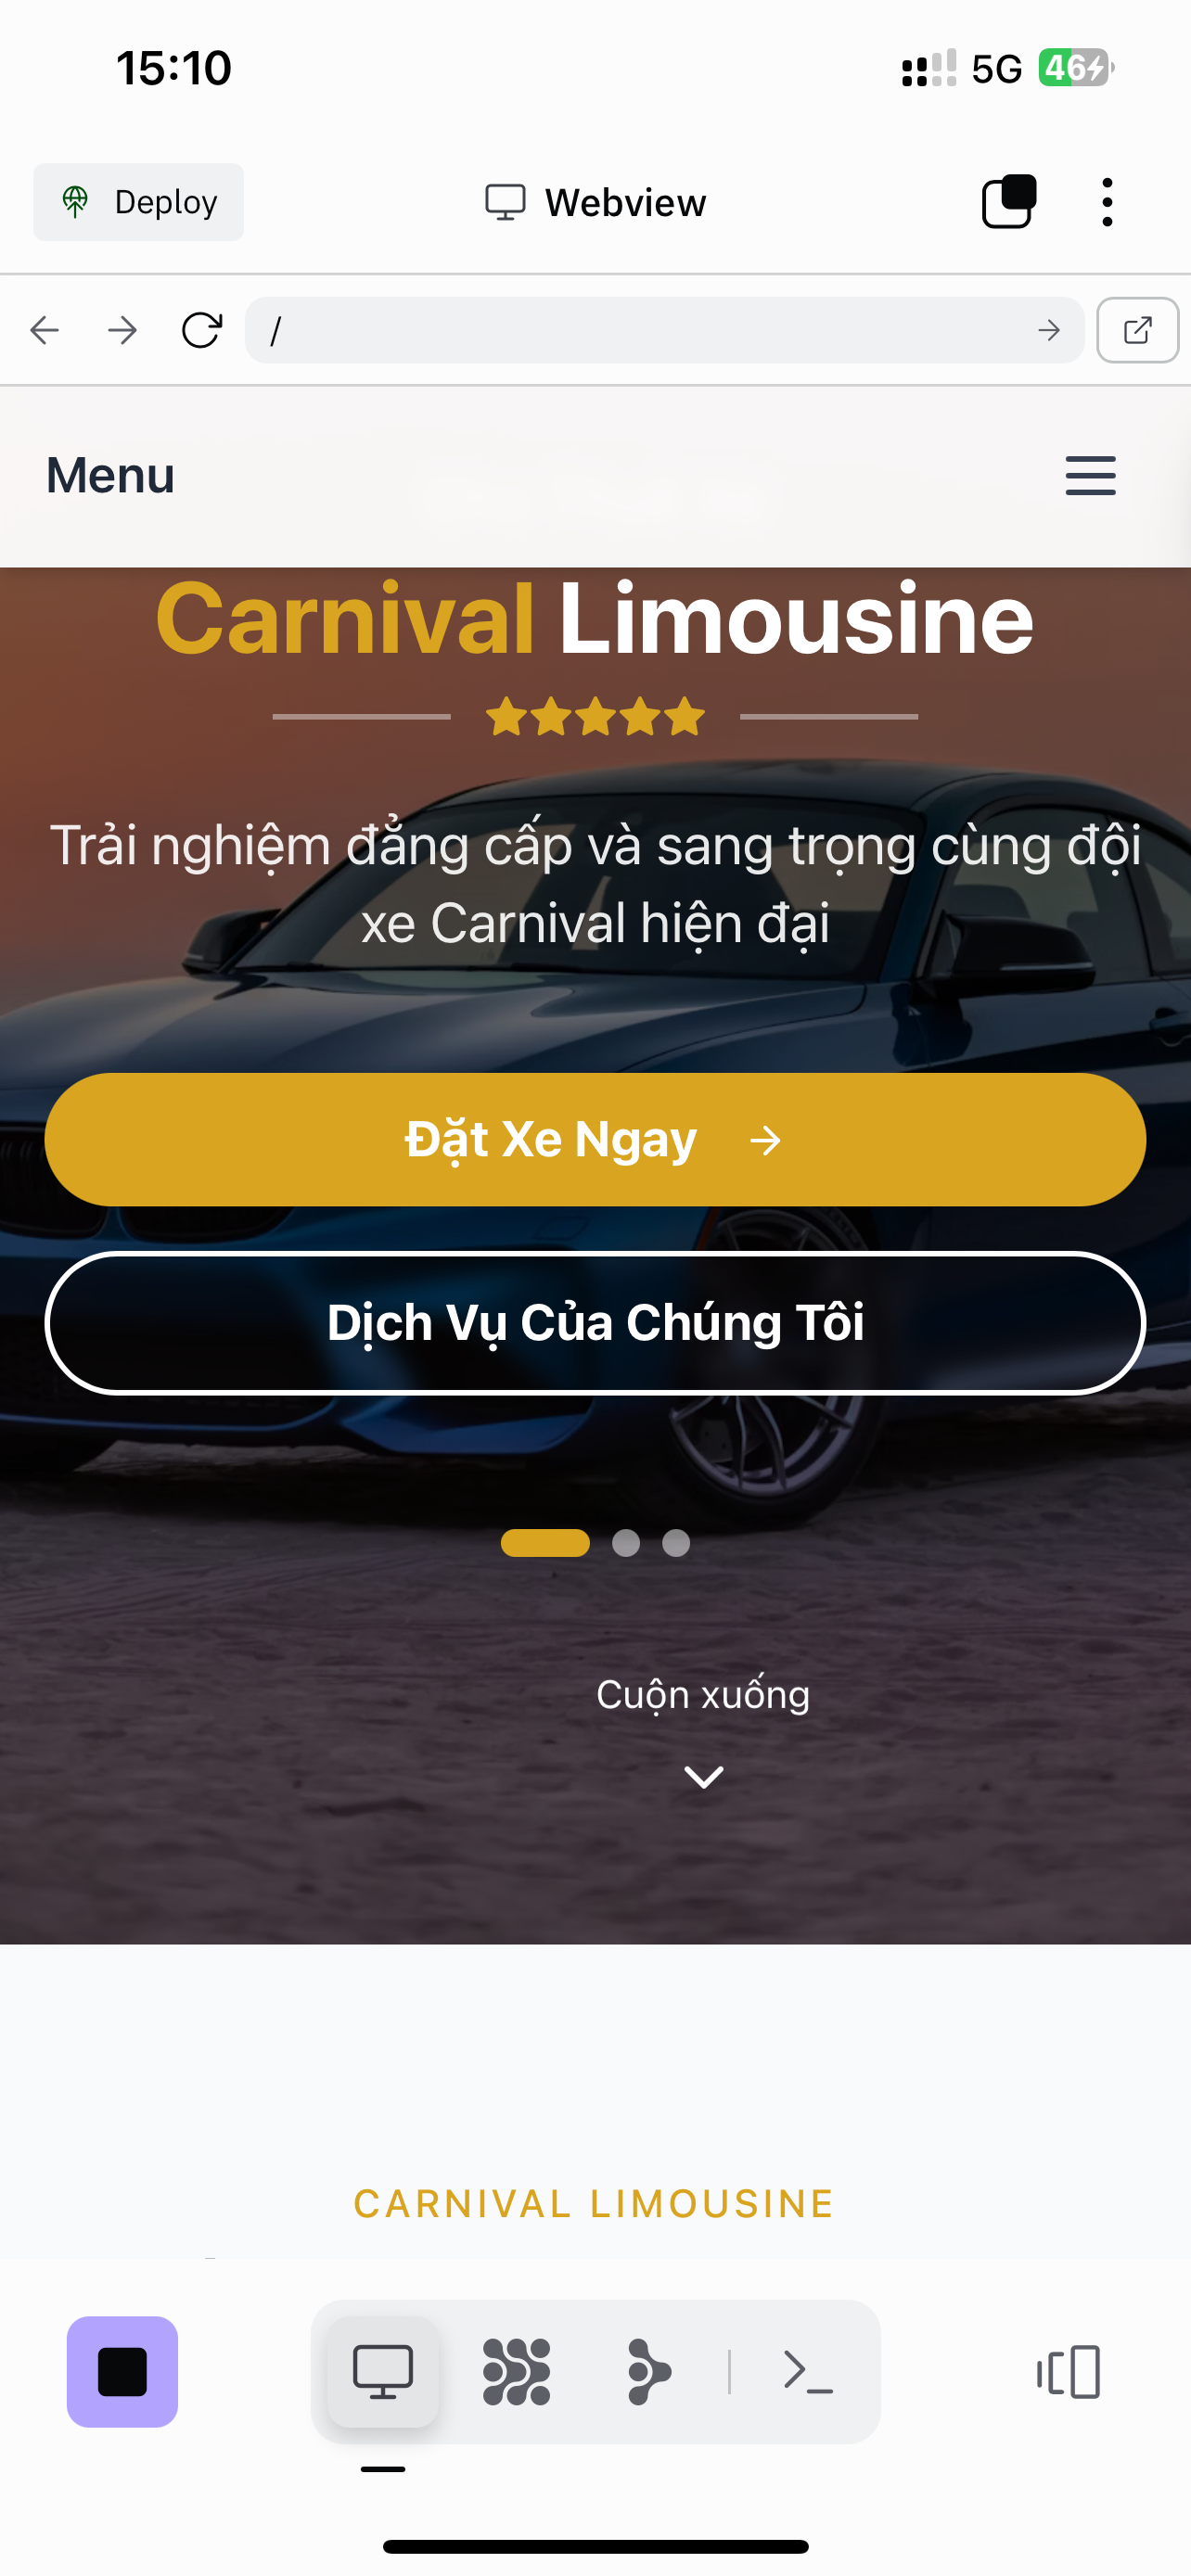 15:10
5G 46
Deploy
Webview
/
Menu
Carnival Limousine
Trải nghiệm đẳng cấp và sang trọng cùng đội
xe Carnival hiện đại
Đặt Xe Ngay
Dịch Vụ Của Chúng Tôi
Cuộn xuống
CARNIVAL LIMOUSINE